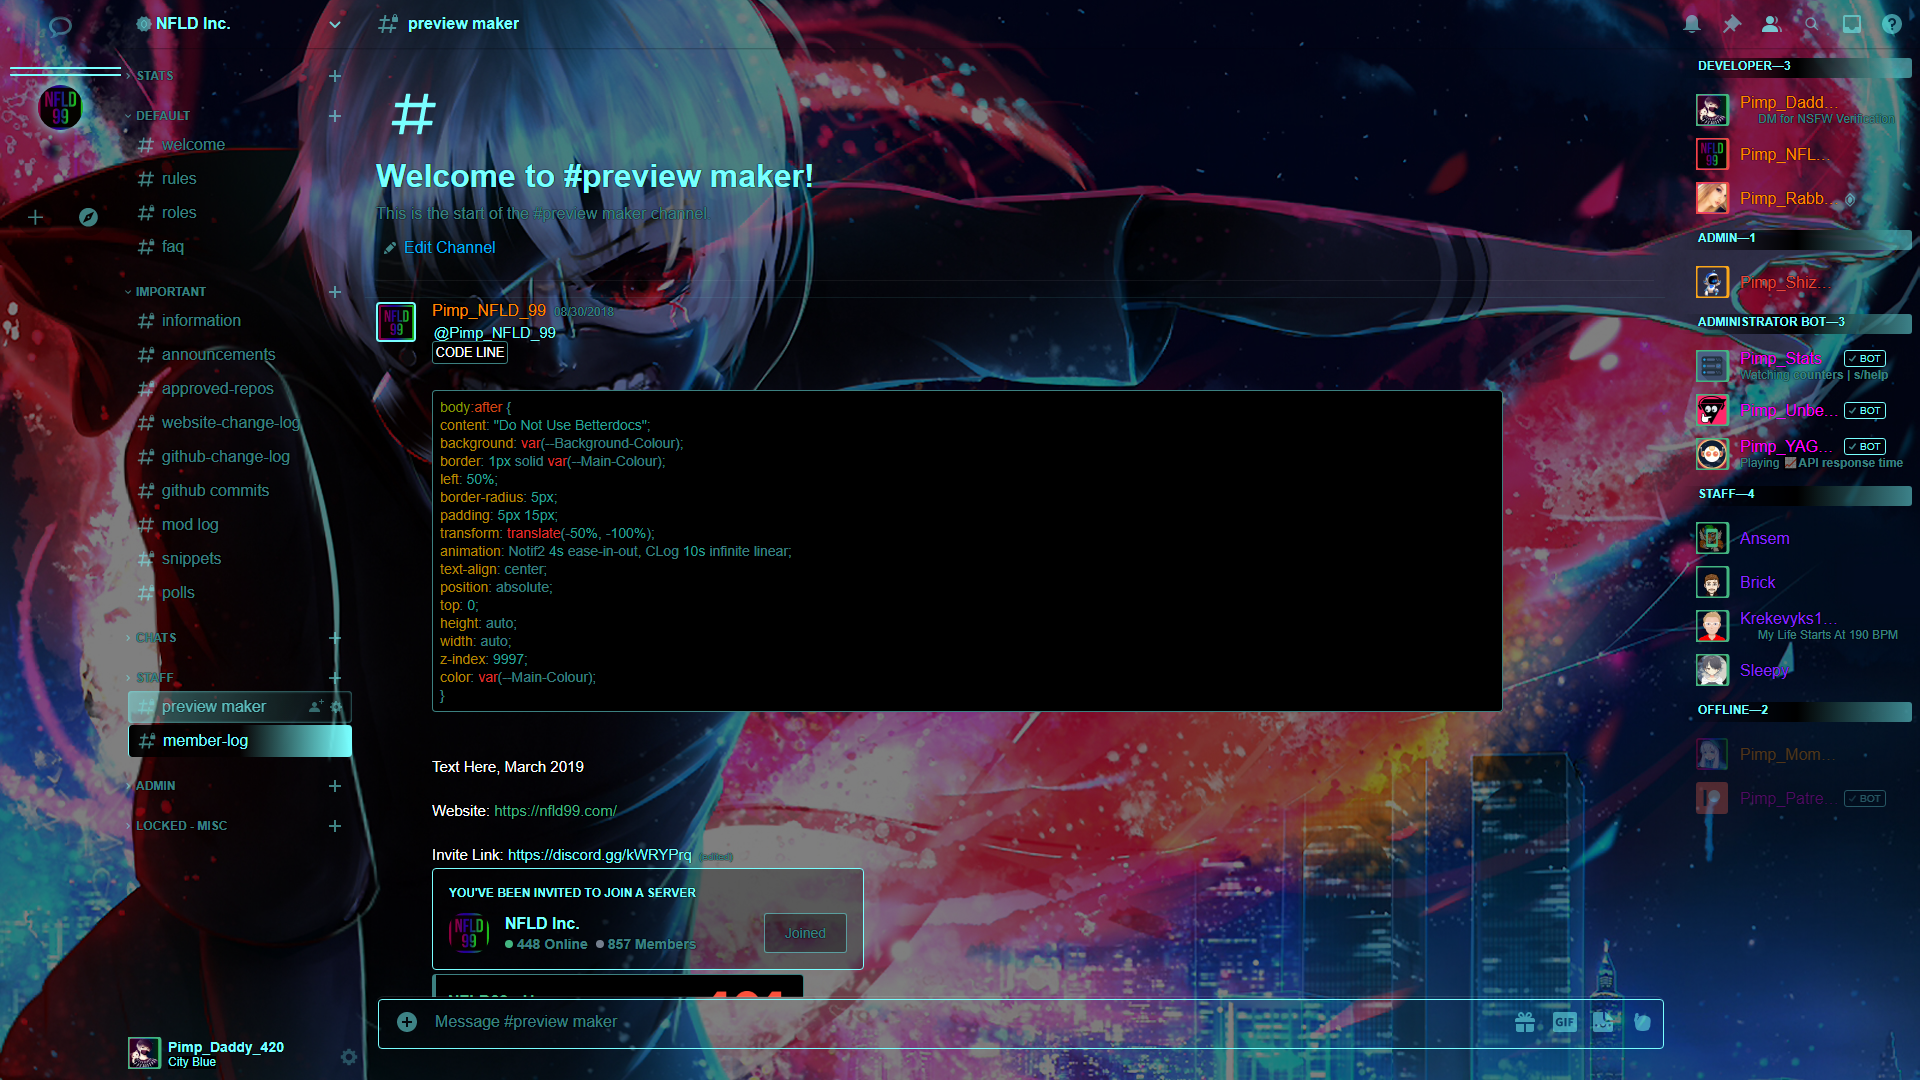 NFLD Inc.
STATS
NFLD
99
DEFAULT
welcome
rules
roles
faq
IMPORTANT
information
announcements
approved-repos
website-change-log
github-change-log
github commits
mod log
snippets
polls
CHATS
STAFF
preview maker
member-log
ADMIN
LOCKED - MISC
Pimp_Daddy_420
City Blue
preview maker
#
Welcome to #preview maker!
This is the start of the #preview maker channel
Edit Channel
NFLD
99
Pimp_NFLD_99 08/30/2018
@Pimp_NFLD_99
CODE LINE
body:after {
content: "Do Not Use Betterdocs";
background: var(--Background-Colour);
border: 1px solid var(--Main-Colour);
left: 50%;
border-radius: 5px;
padding: 5px 15px;
transform: translate(-50%, -100%);
animation: Notif2 4s ease-in-out, CLog 10s infinite linear;
text-align: center;
position: absolute;
top: 0;
height: auto;
width: auto;
z-index: 9997;
color: var(--Main-Colour);
}
Text Here, March 2019
Website: https://nfld99.com/
Invite Link: https://discord.gg/kWRYPrq (edited)
YOU'VE BEEN INVITED TO JOIN A SERVER
NFLD
99
NFLD Inc.
448 Online 857 Members
Joined
Message #preview maker
GIF
DEVELOPER—3
Pimp_Dadd...
DM for NSFW Verification
NFLD
99
Pimp_NFL...
Pimp_Rabb...
ADMIN—1
Pimp_Shiz...
ADMINISTRATOR BOT—3
Pimp_Stats ✓ BOT
Watching counters | s/help
Pimp_Unbe... ✓ BOT
Pimp_YAG... ✓ BOT
Playing API response time
STAFF—4
Ansem
Brick
Krekevyks1...
My Life Starts At 190 BPM
Sleepy
OFFLINE—2
Pimp_Mom...
Pimp_Patre... ✓ BOT